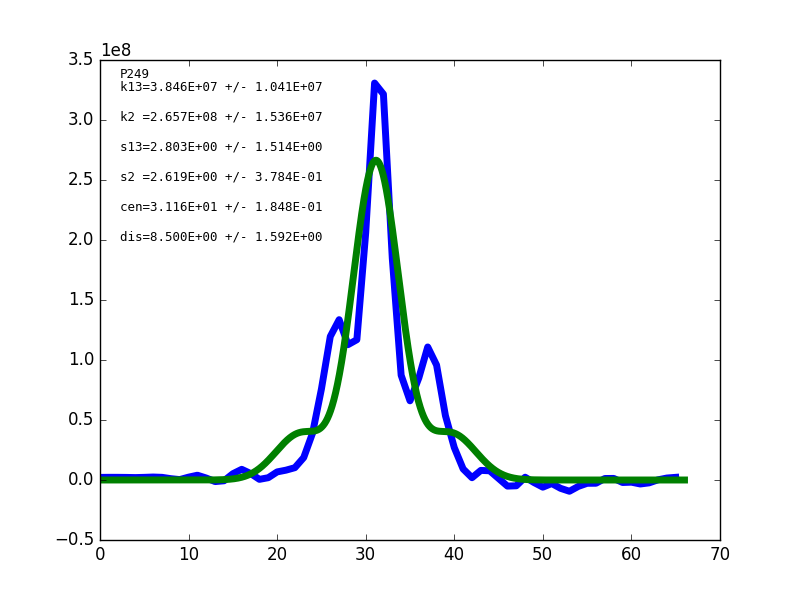 1e8
3.5
P249
k13=3.846E+07 +/- 1.041E+07
3.0
k2 =2.657E+08 +/- 1.536E+07
s13=2.803E+00 +/- 1.514E+00
2.5
s2 =2.619E+00 +/- 3.784E-01
cen=3.116E+01 +/- 1.848E-01
2.0
dis=8.500E+00 +/- 1.592E+00
1.5
1.0
0.5
0.0
−0.5
0 10 20 30 40 50 60 70